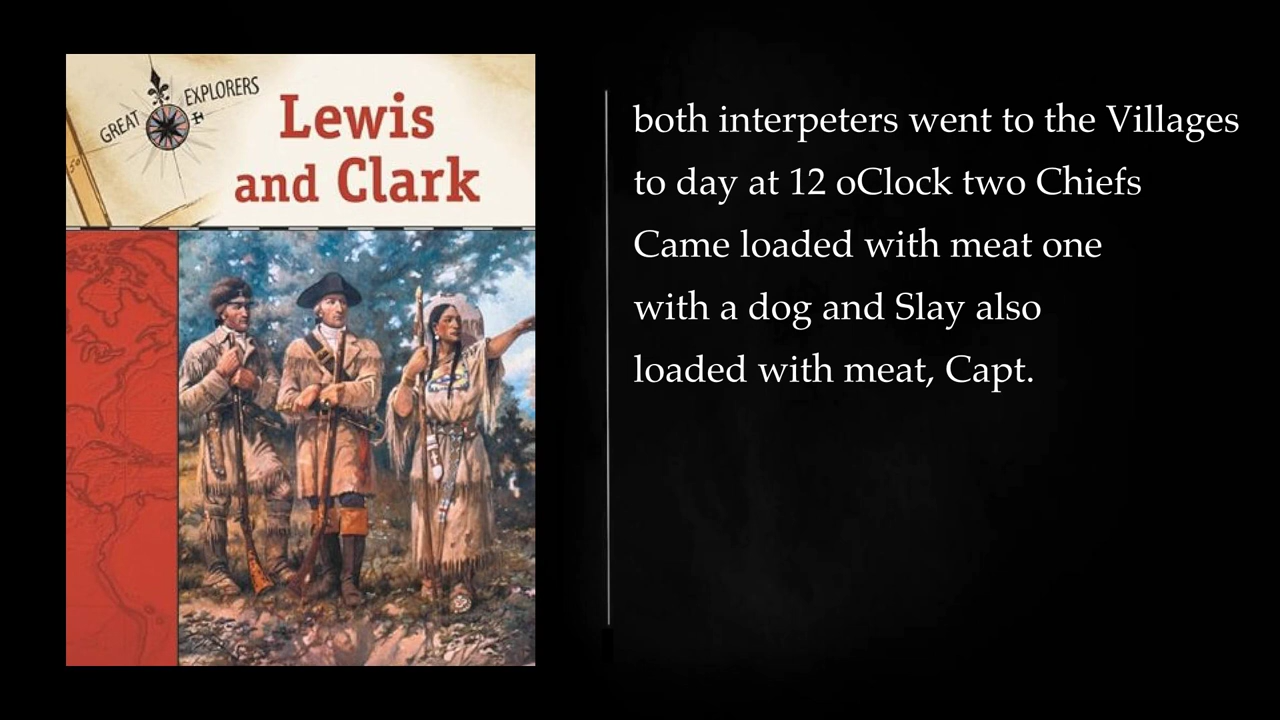 GREAT EXPLORERS
Lewis
and Clark
50
both interpeters went to the Villages
to day at 12 oClock two Chiefs
Came loaded with meat one
with a dog and Slay also
loaded with meat, Capt.